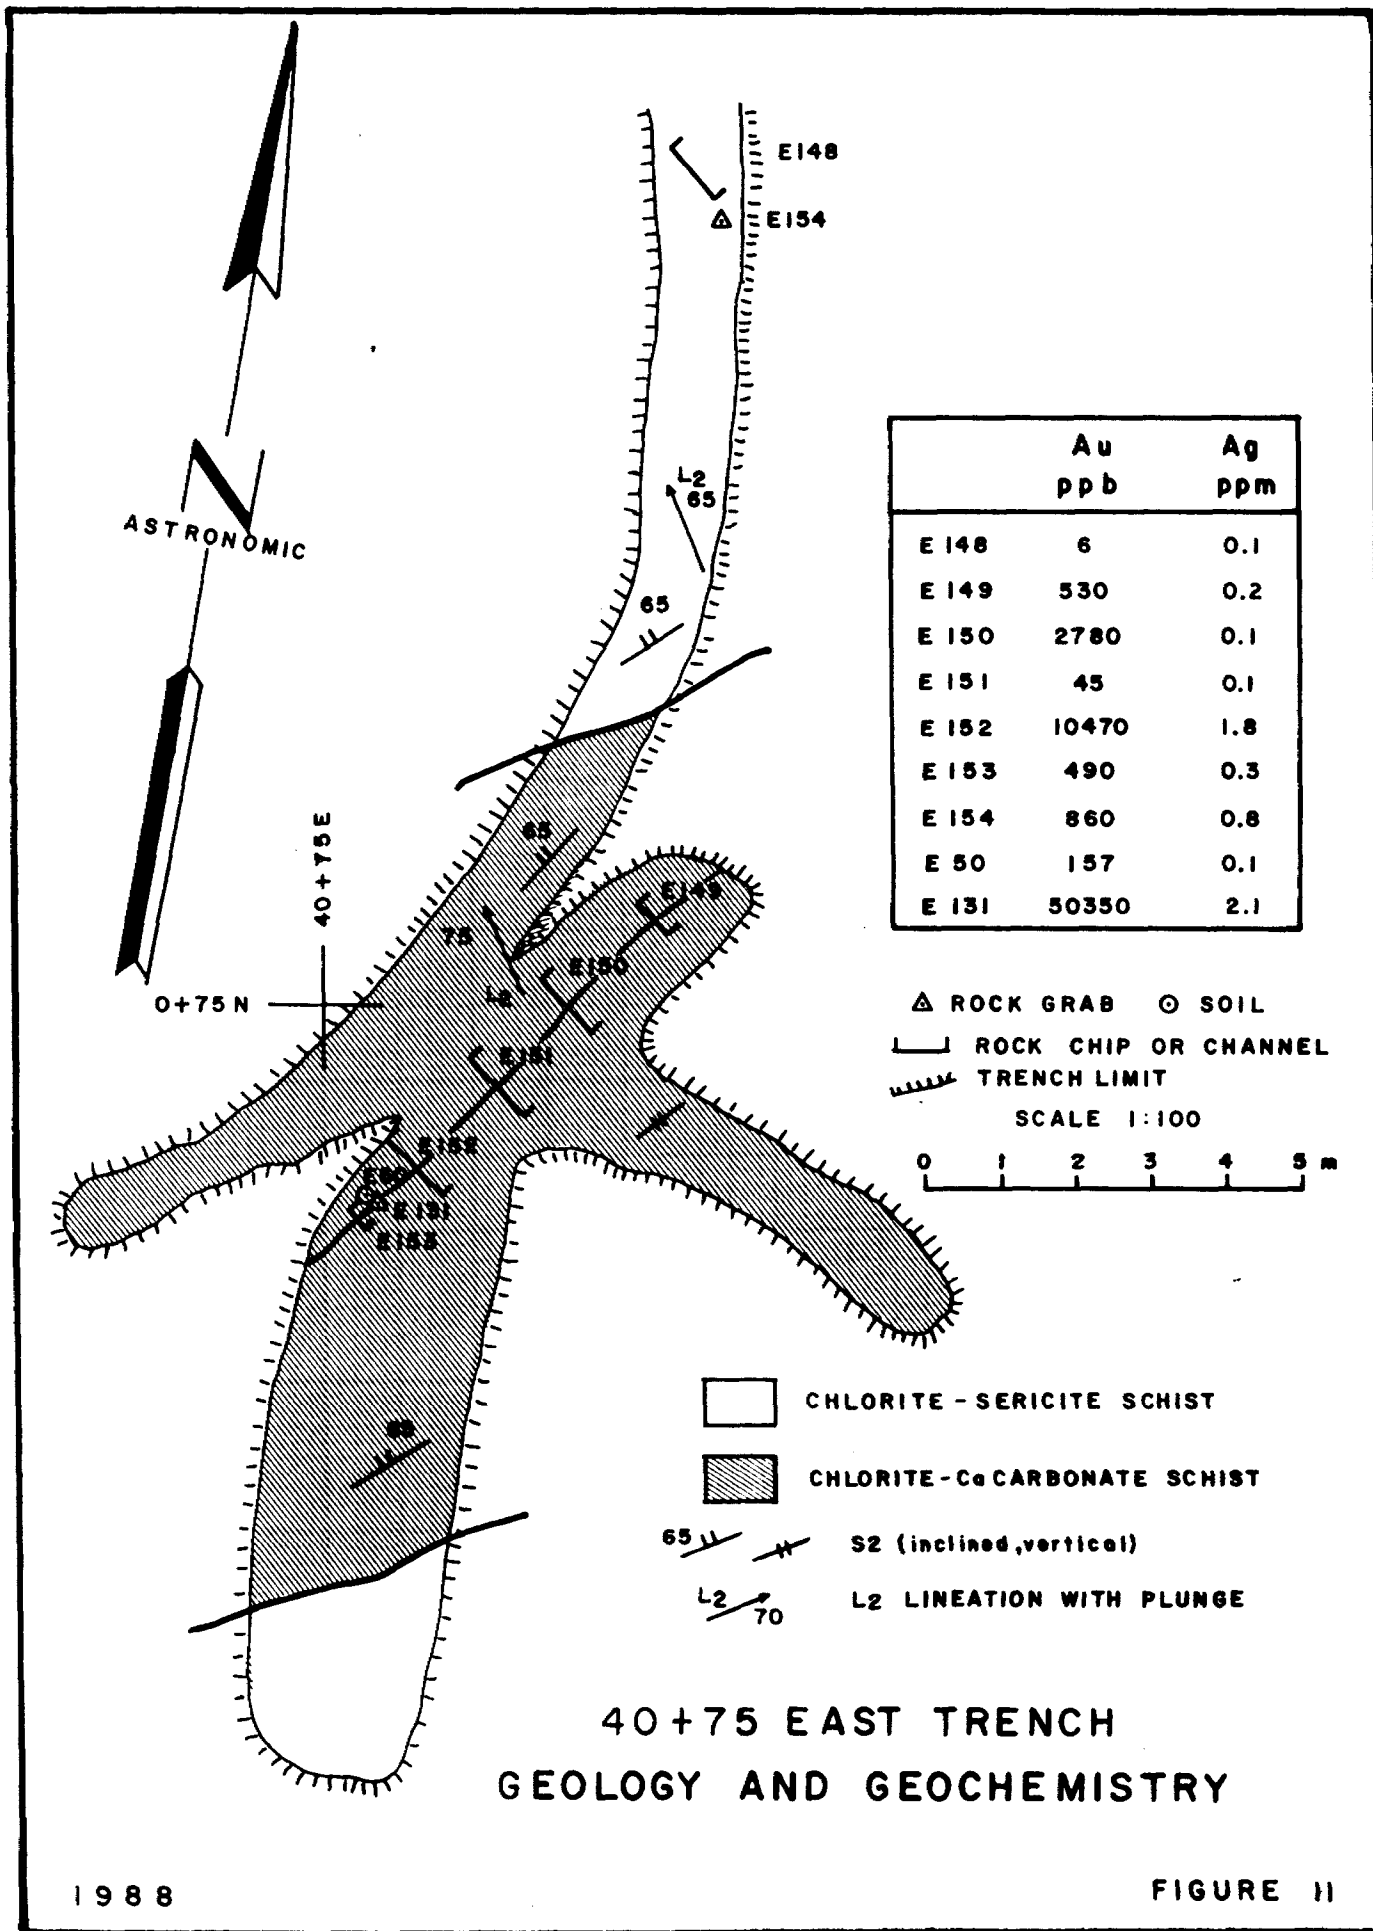 E148
E154
L2
65
65
ASTRONOMIC
N
Au Ag
ppb ppm
E 148 6 0.1
E 149 530 0.2
E 150 2780 0.1
E 151 45 0.1
E 152 10470 1.8
E 153 490 0.3
E 154 860 0.8
E 50 157 0.1
E 131 50350 2.1
40+75E
0+75N
65
75
L2
E149
E150
E151
E152
E50
E131
E153
△ ROCK GRAB ⊙ SOIL
ROCK CHIP OR CHANNEL
TRENCH LIMIT
SCALE 1:100
0 1 2 3 4 5 m
CHLORITE - SERICITE SCHIST
CHLORITE-Ca CARBONATE SCHIST
65 S2 (inclined, vertical)
L2 70 L2 LINEATION WITH PLUNGE
40+75 EAST TRENCH
GEOLOGY AND GEOCHEMISTRY
1988
FIGURE 11